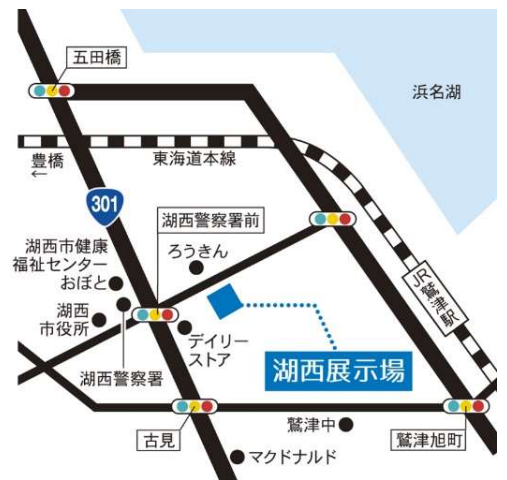 五田橋
浜名湖
豊橋
←
東海道本線
301
湖西警察署前
ろうきん
湖西市健康
福祉センター
おぼと
湖西
市役所
デイリー
ストア
湖西警察署
湖西展示場
JR鷲津駅
古見
鷲津中
鷲津旭町
マクドナルド